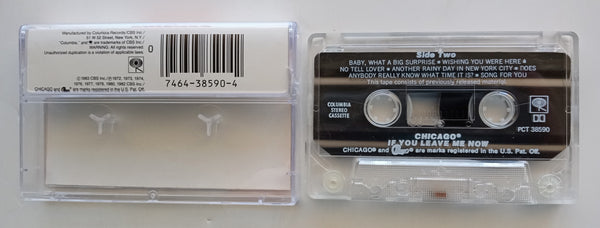 Manufactured by Columbia Records/CBS Inc./
51 W 52 Street, New York, N.Y./
"Columbia," and are trademarks of CBS Inc./
WARNING: All rights reserved.
Unauthorized duplication is a violation of applicable laws.
0
7464-38590-4
© 1982 CBS Inc./ ℗ 1972, 1973, 1974,
1976, 1977, 1978, 1980, 1982 CBS Inc./
CHICAGO and are marks registered in the U.S. Pat. Off.
Side Two
BABY, WHAT A BIG SURPRISE • WISHING YOU WERE HERE •
NO TELL LOVER • ANOTHER RAINY DAY IN NEW YORK CITY • DOES
ANYBODY REALLY KNOW WHAT TIME IT IS? • SONG FOR YOU
This tape consists of previously released material.
COLUMBIA
STEREO
CASSETTE
PCT 38590
CHICAGO®
IF YOU LEAVE ME NOW
CHICAGO® and Chicago® are marks registered in the U.S. Pat. Off.